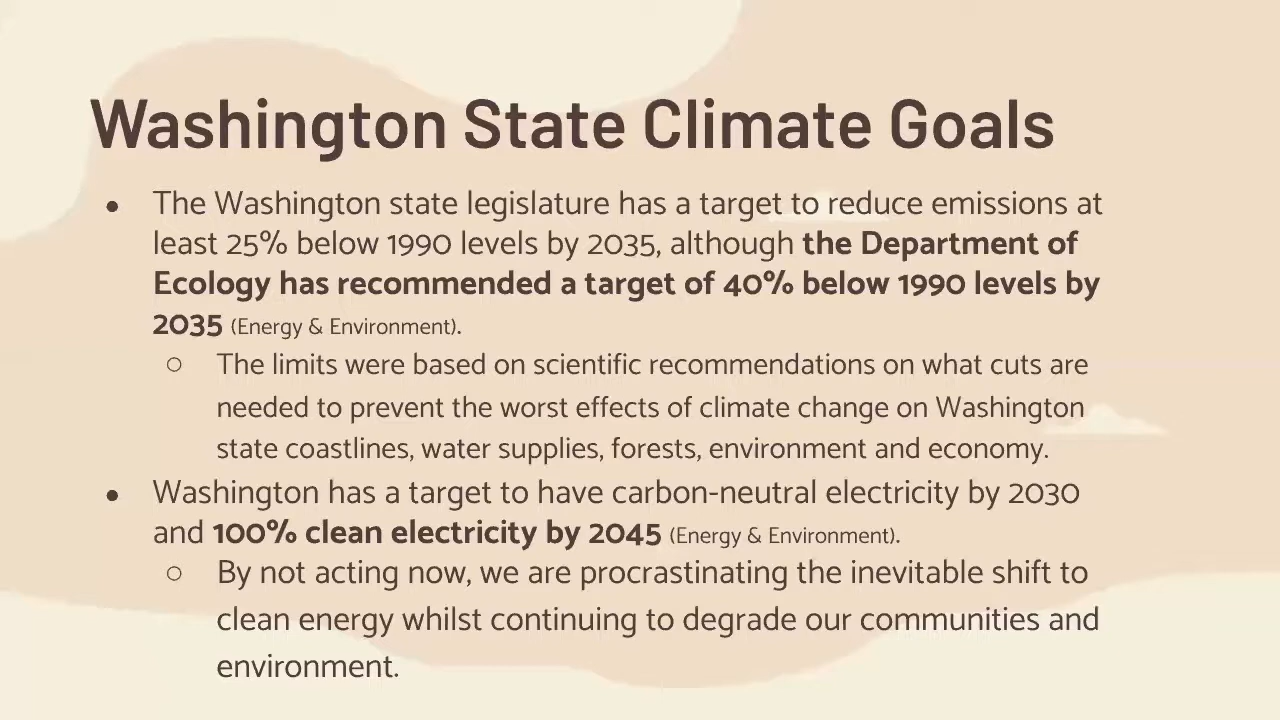 Washington State Climate Goals
● The Washington state legislature has a target to reduce emissions at
least 25% below 1990 levels by 2035, although the Department of
Ecology has recommended a target of 40% below 1990 levels by
2035 (Energy & Environment).
○ The limits were based on scientific recommendations on what cuts are
needed to prevent the worst effects of climate change on Washington
state coastlines, water supplies, forests, environment and economy.
● Washington has a target to have carbon-neutral electricity by 2030
and 100% clean electricity by 2045 (Energy & Environment).
○ By not acting now, we are procrastinating the inevitable shift to
clean energy whilst continuing to degrade our communities and
environment.